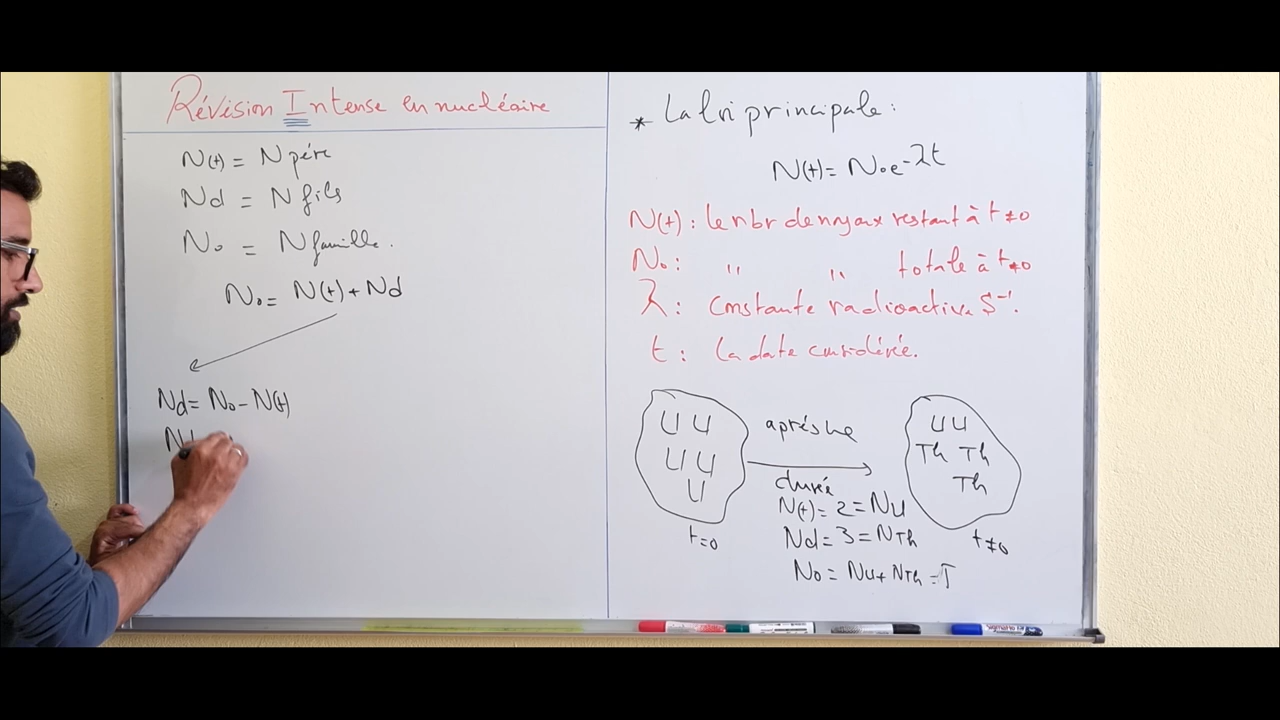 Révision Intense en nucléaire
N(t) = N père
Nd = N fils
N₀ = N famille.
N₀ = N(t) + Nd
Nd = N₀ - N(t)
Nd
* La loi principale :
N(t) = N₀e^-λt
N(t) : le nbr de noyaux restant à t≠0
N₀ : " " totale à t≠0
λ : constante radioactive S⁻¹.
t : la date considérée.
U U
U U
U
t=0
après une
durée
N(t) = 2 = NU
Nd = 3 = NTh
N₀ = NU + NTh =
U U
Th Th
Th
t≠0